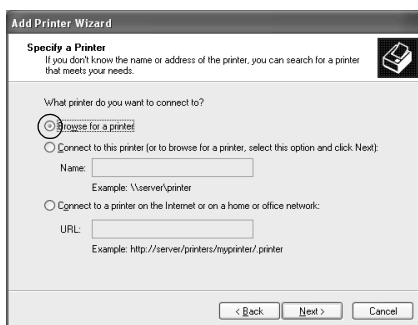 Add Printer Wizard
Specify a Printer
If you don't know the name or address of the printer, you can search for a printer
that meets your needs.
What printer do you want to connect to?
Browse for a printer
Connect to this printer (or to browse for a printer, select this option and click Next):
Name:
Example: \\server\printer
Connect to a printer on the Internet or on a home or office network:
URL:
Example: http://server/printers/myprinter/.printer
< Back
Next >
Cancel